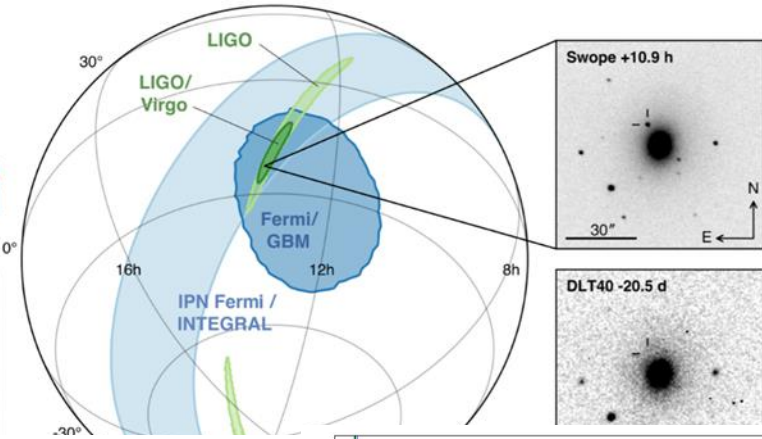 LIGO
30°
LIGO/
Virgo
Swope +10.9 h
N
30"
E
Fermi/
GBM
0°
16h
12h
8h
IPN Fermi /
INTEGRAL
DLT40 -20.5 d
-30°